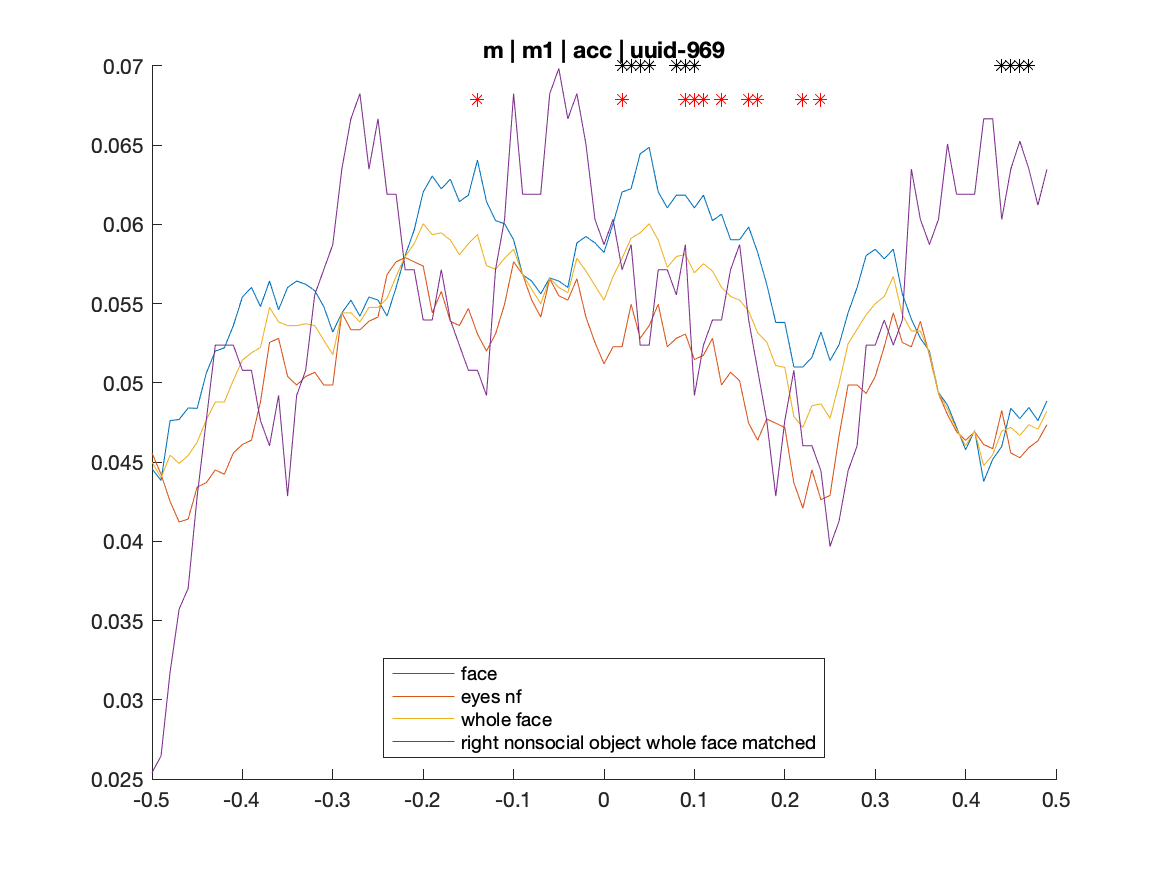 m | m1 | acc | uuid-969
0.07
0.065
0.06
0.055
0.05
0.045
0.04
0.035
0.03
0.025
face
eyes nf
whole face
right nonsocial object whole face matched
-0.5 -0.4 -0.3 -0.2 -0.1 0 0.1 0.2 0.3 0.4 0.5